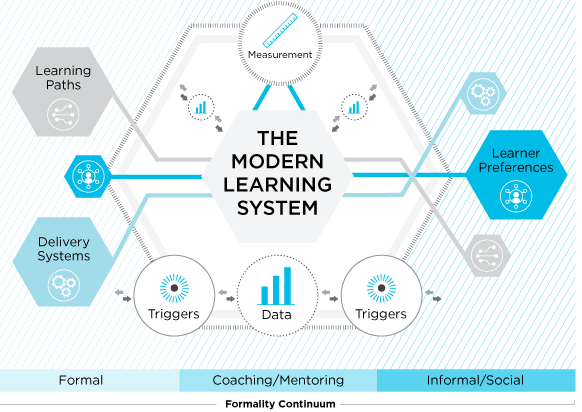 Measurement
Learning
Paths
THE
MODERN
LEARNING
SYSTEM
Learner
Preferences
Delivery
Systems
Triggers
Data
Triggers
Formal
Coaching/Mentoring
Informal/Social
Formality Continuum